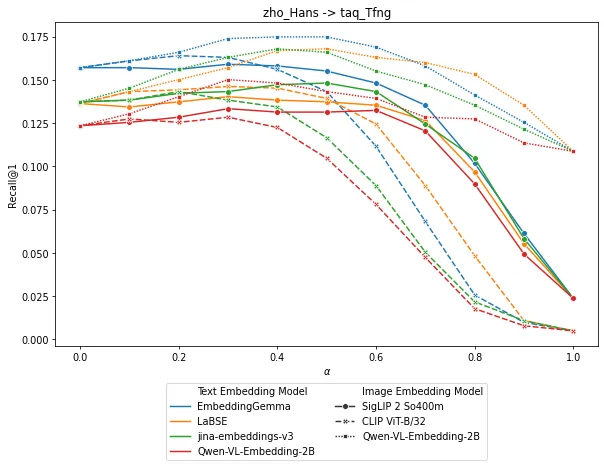 zho_Hans -> taq_Tfng
0.175
0.150
0.125
0.100
0.075
0.050
0.025
0.000
Recall@1
0.0 0.2 0.4 0.6 0.8 1.0
α
Text Embedding Model
EmbeddingGemma
LaBSE
jina-embeddings-v3
Qwen-VL-Embedding-2B
Image Embedding Model
SigLIP 2 So400m
CLIP ViT-B/32
Qwen-VL-Embedding-2B